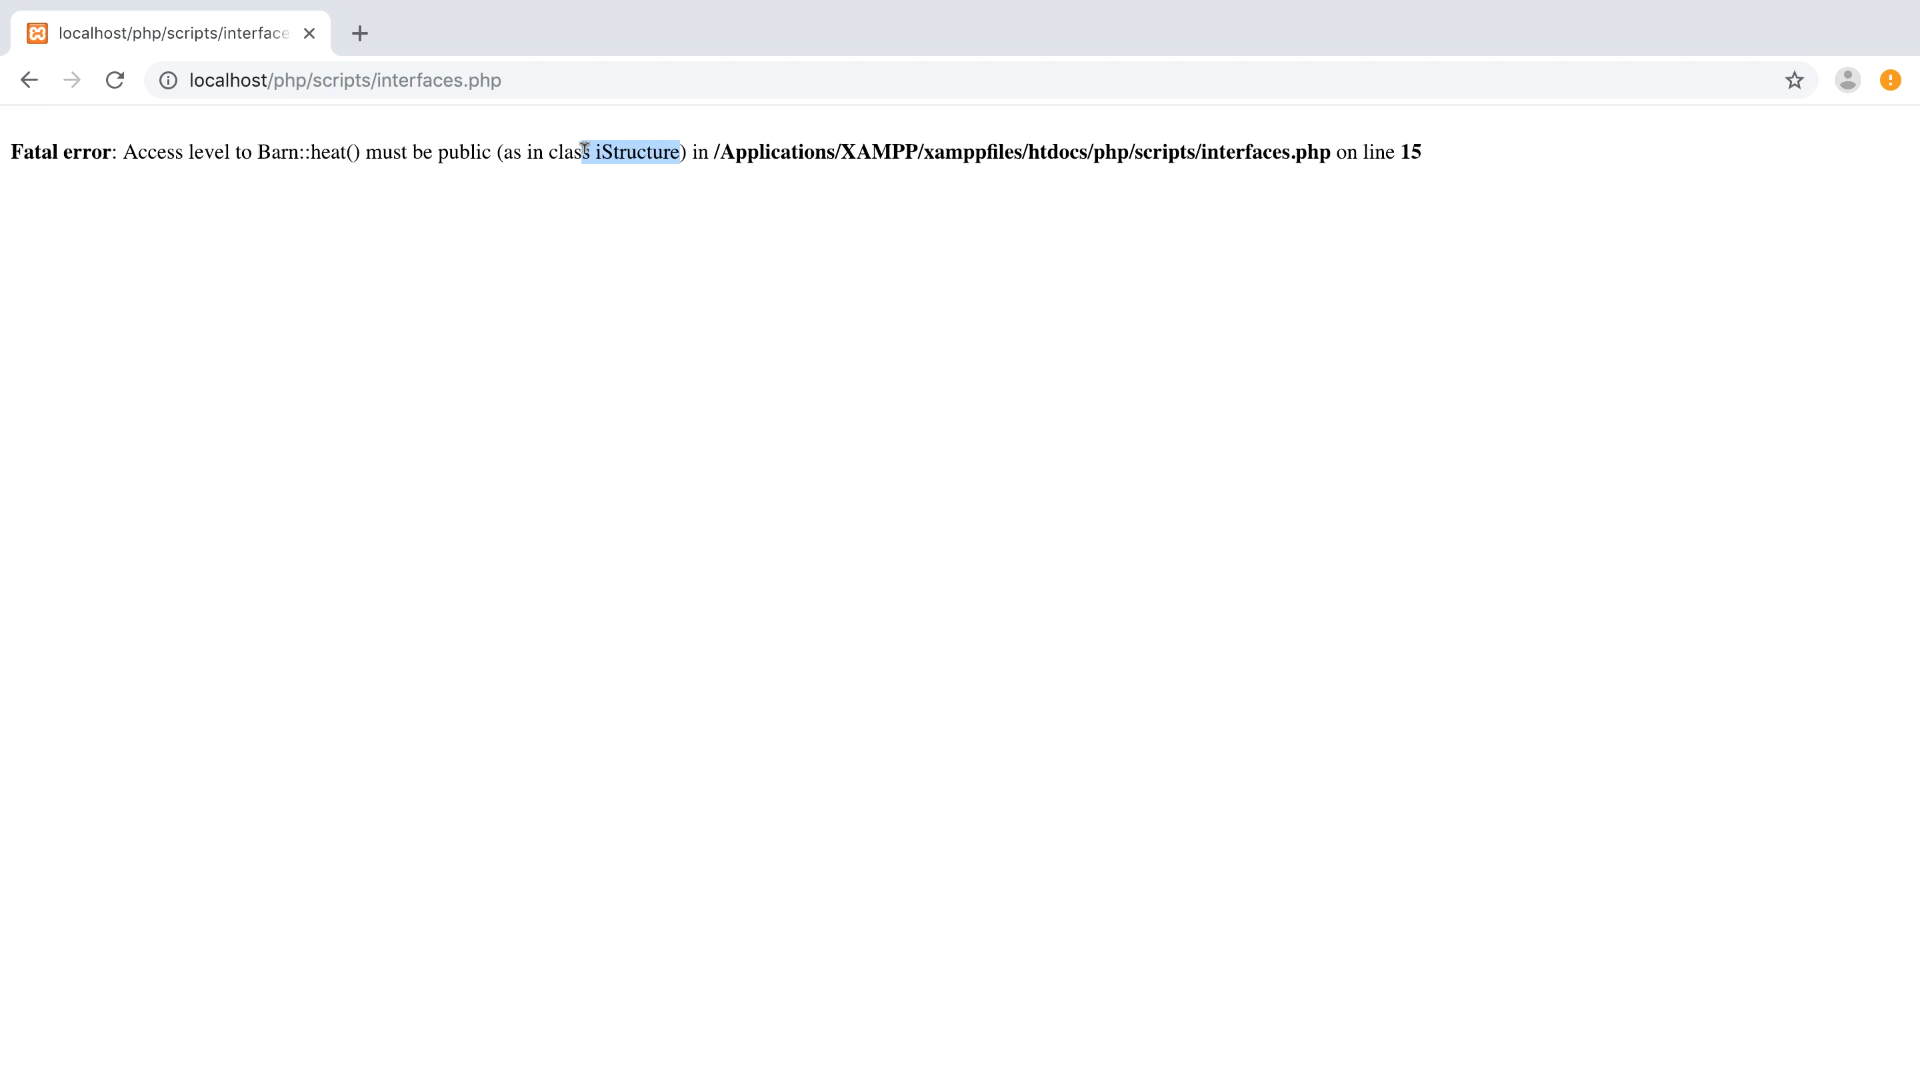 localhost/php/scripts/interface
localhost/php/scripts/interfaces.php
Fatal error: Access level to Barn::heat() must be public (as in class iStructure) in /Applications/XAMPP/xamppfiles/htdocs/php/scripts/interfaces.php on line 15